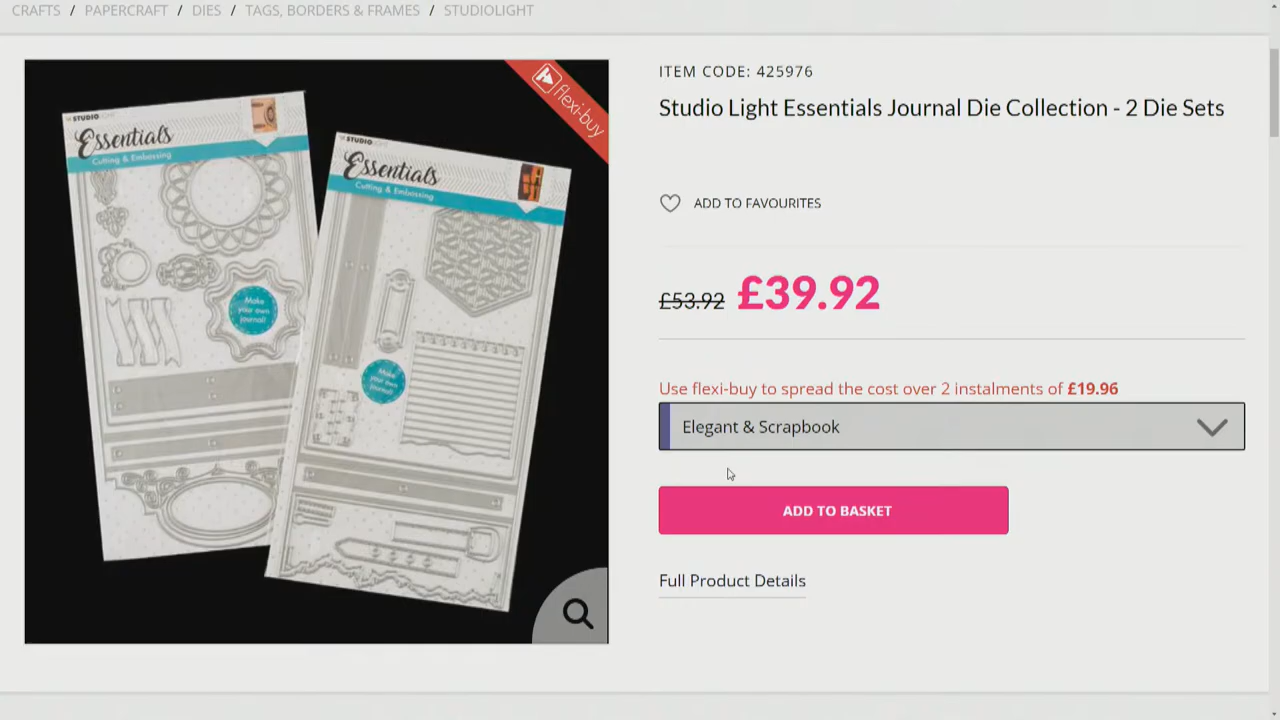 CRAFTS / PAPERCRAFT / DIES / TAGS, BORDERS & FRAMES / STUDIOLIGHT
flexi-buy
STUDIOLIGHT
Essentials
Cutting & Embossing
Make
your own
journal!
STUDIOLIGHT
Essentials
Cutting & Embossing
Make
your own
journal!
ITEM CODE: 425976
Studio Light Essentials Journal Die Collection - 2 Die Sets
ADD TO FAVOURITES
£53.92 £39.92
Use flexi-buy to spread the cost over 2 instalments of £19.96
Elegant & Scrapbook
ADD TO BASKET
Full Product Details